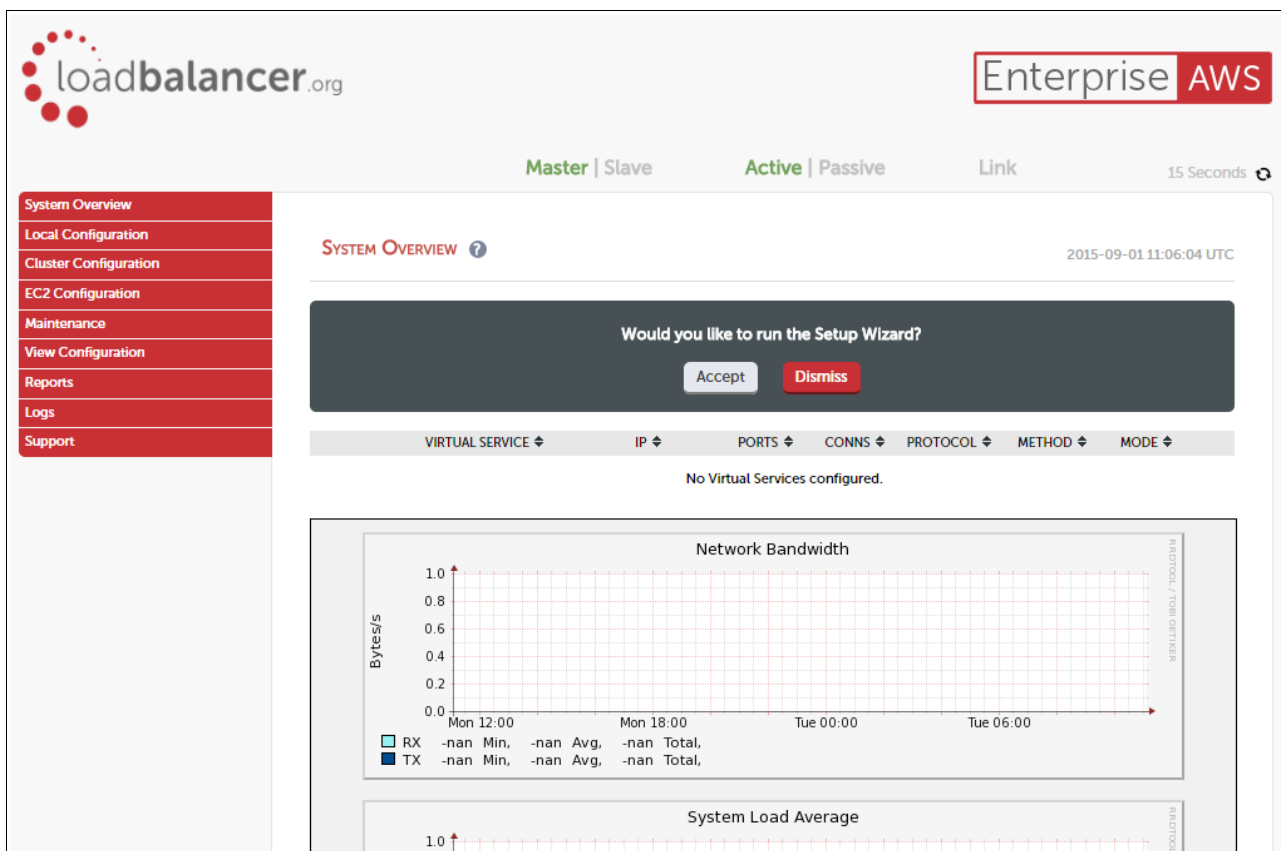 loadbalancer.org
Enterprise AWS
Master | Slave Active | Passive Link 15 Seconds
System Overview
Local Configuration
Cluster Configuration
EC2 Configuration
Maintenance
View Configuration
Reports
Logs
Support
SYSTEM OVERVIEW ?
2015-09-01 11:06:04 UTC
Would you like to run the Setup Wizard?
Accept Dismiss
VIRTUAL SERVICE IP PORTS CONNS PROTOCOL METHOD MODE
No Virtual Services configured.
Network Bandwidth
RRDTOOL / TOBI OETIKER
Bytes/s
1.0
0.8
0.6
0.4
0.2
0.0
Mon 12:00 Mon 18:00 Tue 00:00 Tue 06:00
RX -nan Min, -nan Avg, -nan Total,
TX -nan Min, -nan Avg, -nan Total,
System Load Average
RRDTOOL
1.0